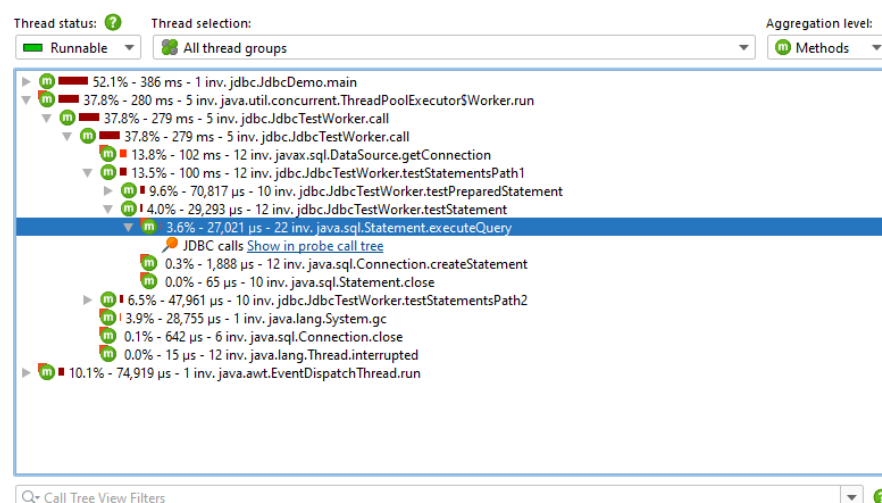 Thread status: ? Thread selection: Aggregation level:
Runnable All thread groups m Methods
m 52.1% - 386 ms - 1 inv. jdbc.JdbcDemo.main
m 37.8% - 280 ms - 5 inv. java.util.concurrent.ThreadPoolExecutor$Worker.run
m 37.8% - 279 ms - 5 inv. jdbc.JdbcTestWorker.call
m 37.8% - 279 ms - 5 inv. jdbc.JdbcTestWorker.call
m 13.8% - 102 ms - 12 inv. javax.sql.DataSource.getConnection
m 13.5% - 100 ms - 12 inv. jdbc.JdbcTestWorker.testStatementsPath1
m 9.6% - 70,817 µs - 10 inv. jdbc.JdbcTestWorker.testPreparedStatement
m 4.0% - 29,293 µs - 12 inv. jdbc.JdbcTestWorker.testStatement
m 3.6% - 27,021 µs - 22 inv. java.sql.Statement.executeQuery
JDBC calls Show in probe call tree
m 0.3% - 1,888 µs - 12 inv. java.sql.Connection.createStatement
m 0.0% - 65 µs - 10 inv. java.sql.Statement.close
m 6.5% - 47,961 µs - 10 inv. jdbc.JdbcTestWorker.testStatementsPath2
m 3.9% - 28,755 µs - 1 inv. java.lang.System.gc
m 0.1% - 642 µs - 6 inv. java.sql.Connection.close
m 0.0% - 15 µs - 12 inv. java.lang.Thread.interrupted
m 10.1% - 74,919 µs - 1 inv. java.awt.EventDispatchThread.run
Call Tree View Filters